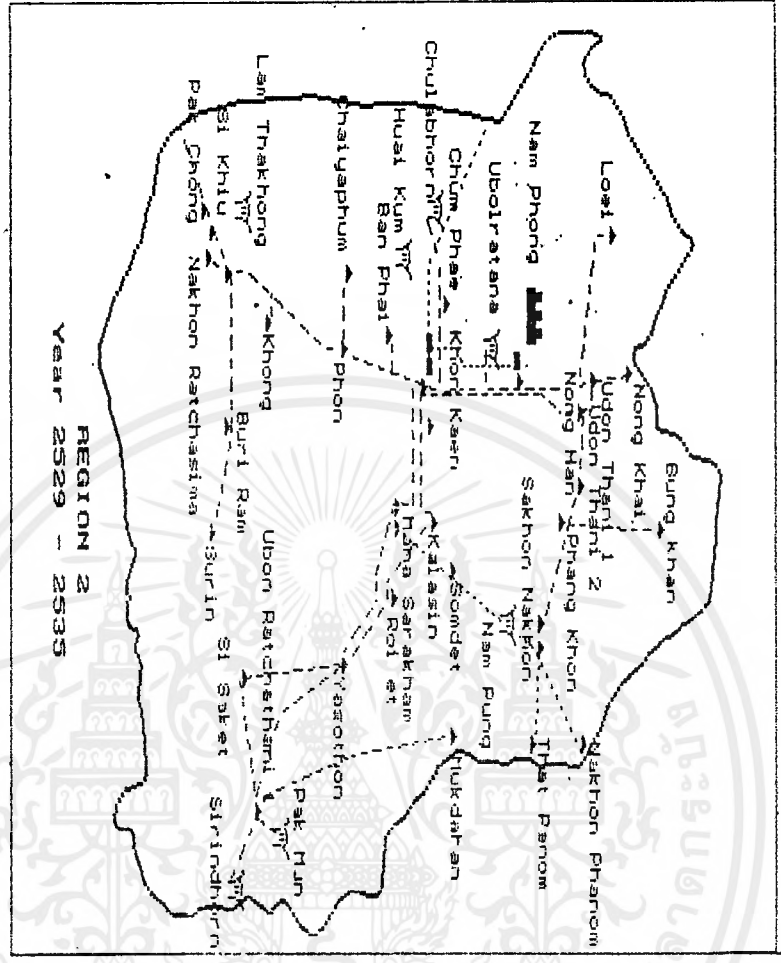 Bung Khan
Nong Khai
Udon Thani 1
Udon Thani 2
Loei
Nakhon Phanom
Nong Han
Phang Khon
Nam Phong
That Panom
Sakhon Nakhon
Ubolratana
Nam Pung
Chum Phae
Khon Kaen
Somdet
Mukdahan
Chulabhorn
Kalasin
Huai Kum
Maha Sarakham
Ban Phai
Roi et
Chaiyaphum
Phon
Yasothon
Pak Mun
Lam Thakhong
Khong
Ubon Ratchathani
Buri Ram
Si Khiu
Surin
Si Saket
Sirindhorn
Pak Chong
Nakhon Ratchasima
REGION 2
Year 2529 - 2535